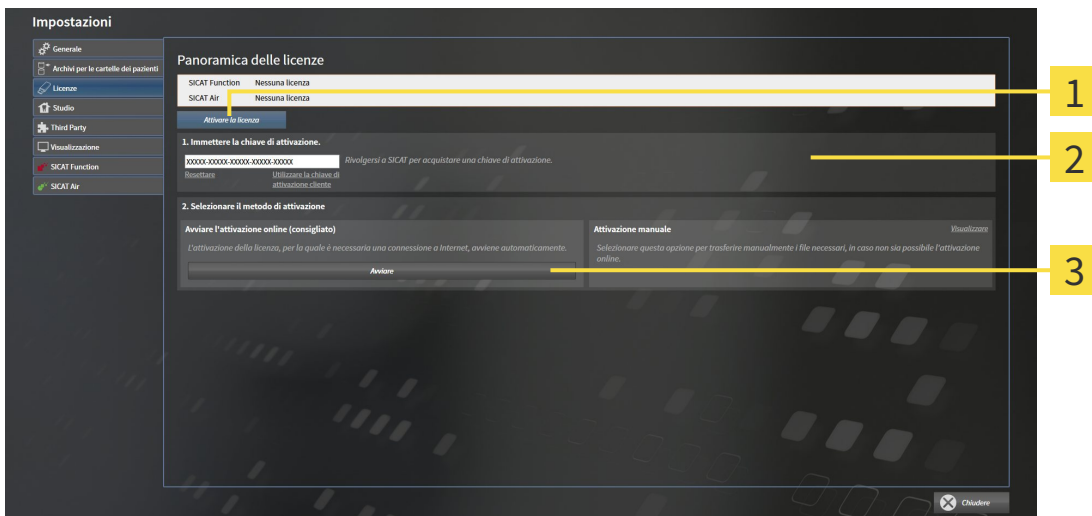 Impostazioni
Generale
Archivi per le cartelle dei pazienti
Licenze
Studio
Third Party
Visualizzazione
SICAT Function
SICAT Air
Panoramica delle licenze
SICAT Function Nessuna licenza
SICAT Air Nessuna licenza
Attivare la licenza
1. Immettere la chiave di attivazione.
XXXXX-XXXXX-XXXXX-XXXXX-XXXXX
Rivolgersi a SICAT per acquistare una chiave di attivazione.
Resettare
Utilizzare la chiave di
attivazione cliente
2. Selezionare il metodo di attivazione
Avviare l'attivazione online (consigliato)
L'attivazione della licenza, per la quale è necessaria una connessione a Internet, avviene automaticamente.
Avviare
Attivazione manuale
Visualizzare
Selezionare questa opzione per trasferire manualmente i file necessari, in caso non sia possibile l'attivazione
online.
Chiudere
1
2
3